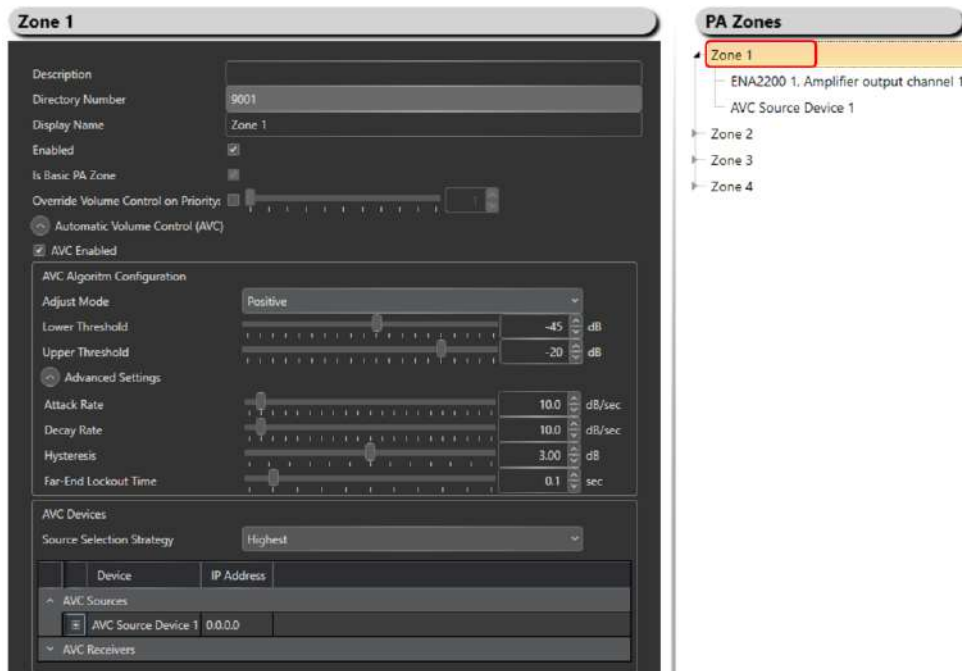 Zone 1
Description
Directory Number 9001
Display Name Zone 1
Enabled
Is Basic PA Zone
Override Volume Control on Priority: 1
Automatic Volume Control (AVC)
AVC Enabled
AVC Algoritm Configuration
Adjust Mode Positive
Lower Threshold -45 dB
Upper Threshold -20 dB
Advanced Settings
Attack Rate 10.0 dB/sec
Decay Rate 10.0 dB/sec
Hysteresis 3.00 dB
Far-End Lockout Time 0.1 sec
AVC Devices
Source Selection Strategy Highest
Device IP Address
AVC Sources
AVC Source Device 1 0.0.0.0
AVC Receivers
PA Zones
Zone 1
ENA2200 1. Amplifier output channel 1
AVC Source Device 1
Zone 2
Zone 3
Zone 4